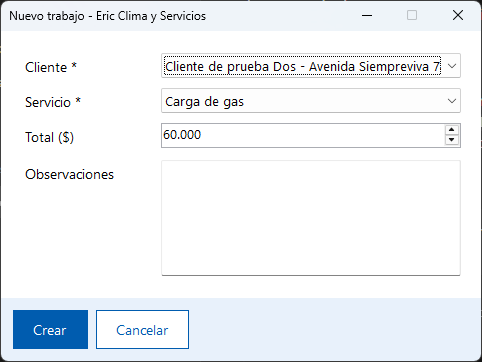 Nuevo trabajo - Eric Clima y Servicios
Cliente * Cliente de prueba Dos - Avenida Siempreviva 7
Servicio * Carga de gas
Total ($) 60.000
Observaciones
Crear Cancelar